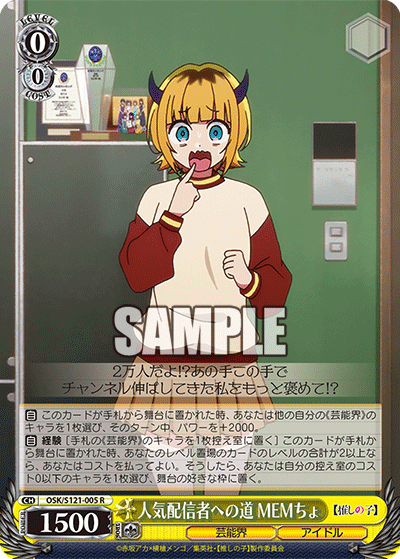 LEVEL
0
0
COST
SAMPLE
2万人だよ!?あの手この手で
チャンネル伸ばしてきた私をもっと褒めて!?
自 このカードが手札から舞台に置かれた時、あなたは他の自分の《芸能界》のキャラを1枚選び、そのターン中、パワーを+2000。
自 経験 [手札の《芸能界》のキャラを1枚控え室に置く] このカードが手札から舞台に置かれた時、あなたのレベル置場のカードのレベルの合計が2以上なら、あなたはコストを払ってよい。そうしたら、あなたは自分の控え室のコスト0以下のキャラを1枚選び、舞台の好きな枠に置く。
CH OSK/S121-005 R
人気配信者への道 MEMちょ
【推しの子】
1500
芸能界
アイドル
©赤坂アカ×横槍メンゴ/集英社・【推しの子】製作委員会